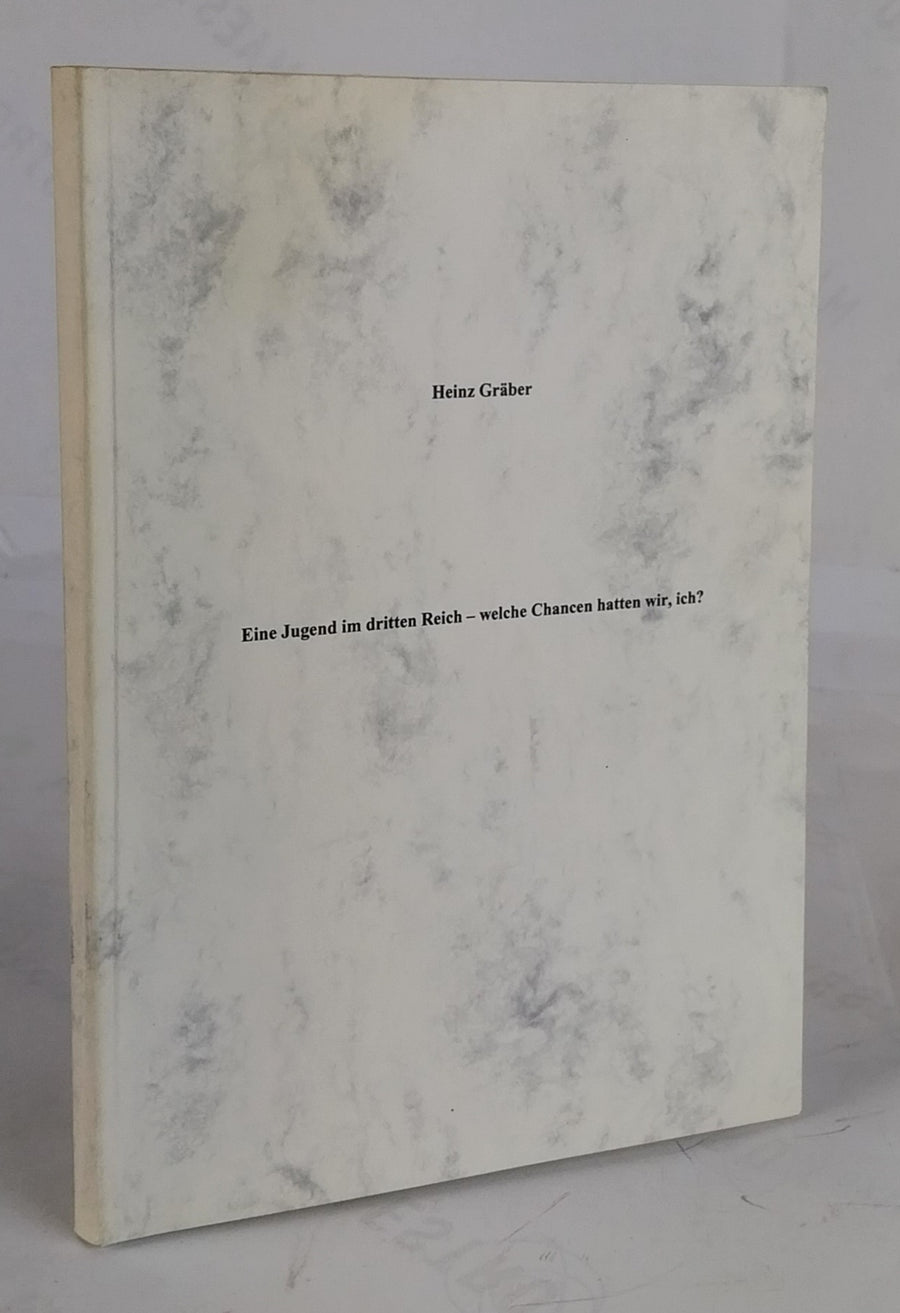 Heinz Gräber
Eine Jugend im dritten Reich – welche Chancen hatten wir, ich?